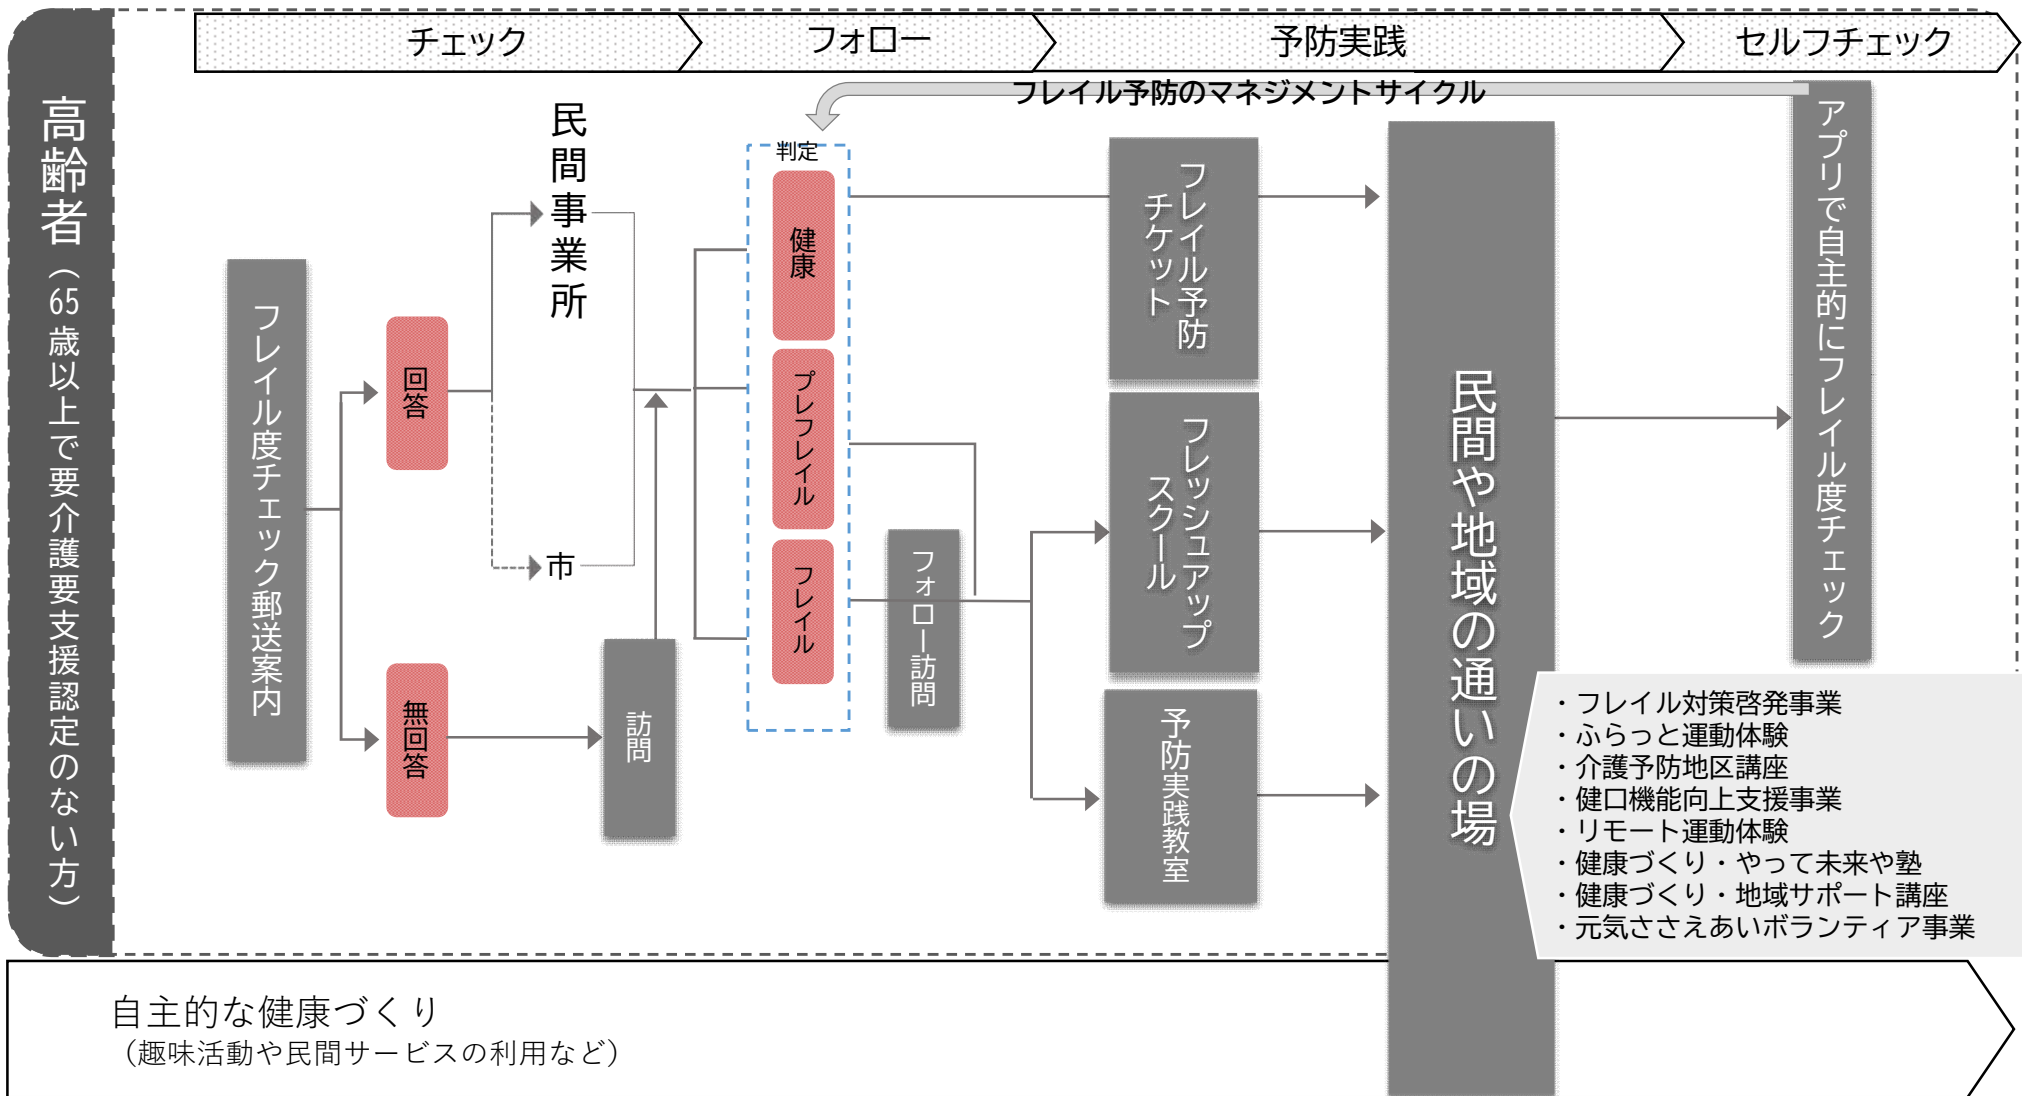 チェック
フォロー
予防実践
セルフチェック
フレイル予防のマネジメントサイクル
高齢者（65歳以上で要介護要支援認定のない方）
フレイル度チェック郵送案内
回答
無回答
民間事業所
市
訪問
判定
健康
プレフレイル
フレイル
フォロー訪問
フレイル予防
チケット
フレッシュアップ
スクール
予防実践教室
民間や地域の通いの場
アプリで自主的にフレイル度チェック
・フレイル対策啓発事業
・ふらっと運動体験
・介護予防地区講座
・健口機能向上支援事業
・リモート運動体験
・健康づくり・やって未来や塾
・健康づくり・地域サポート講座
・元気ささえあいボランティア事業
自主的な健康づくり
（趣味活動や民間サービスの利用など）